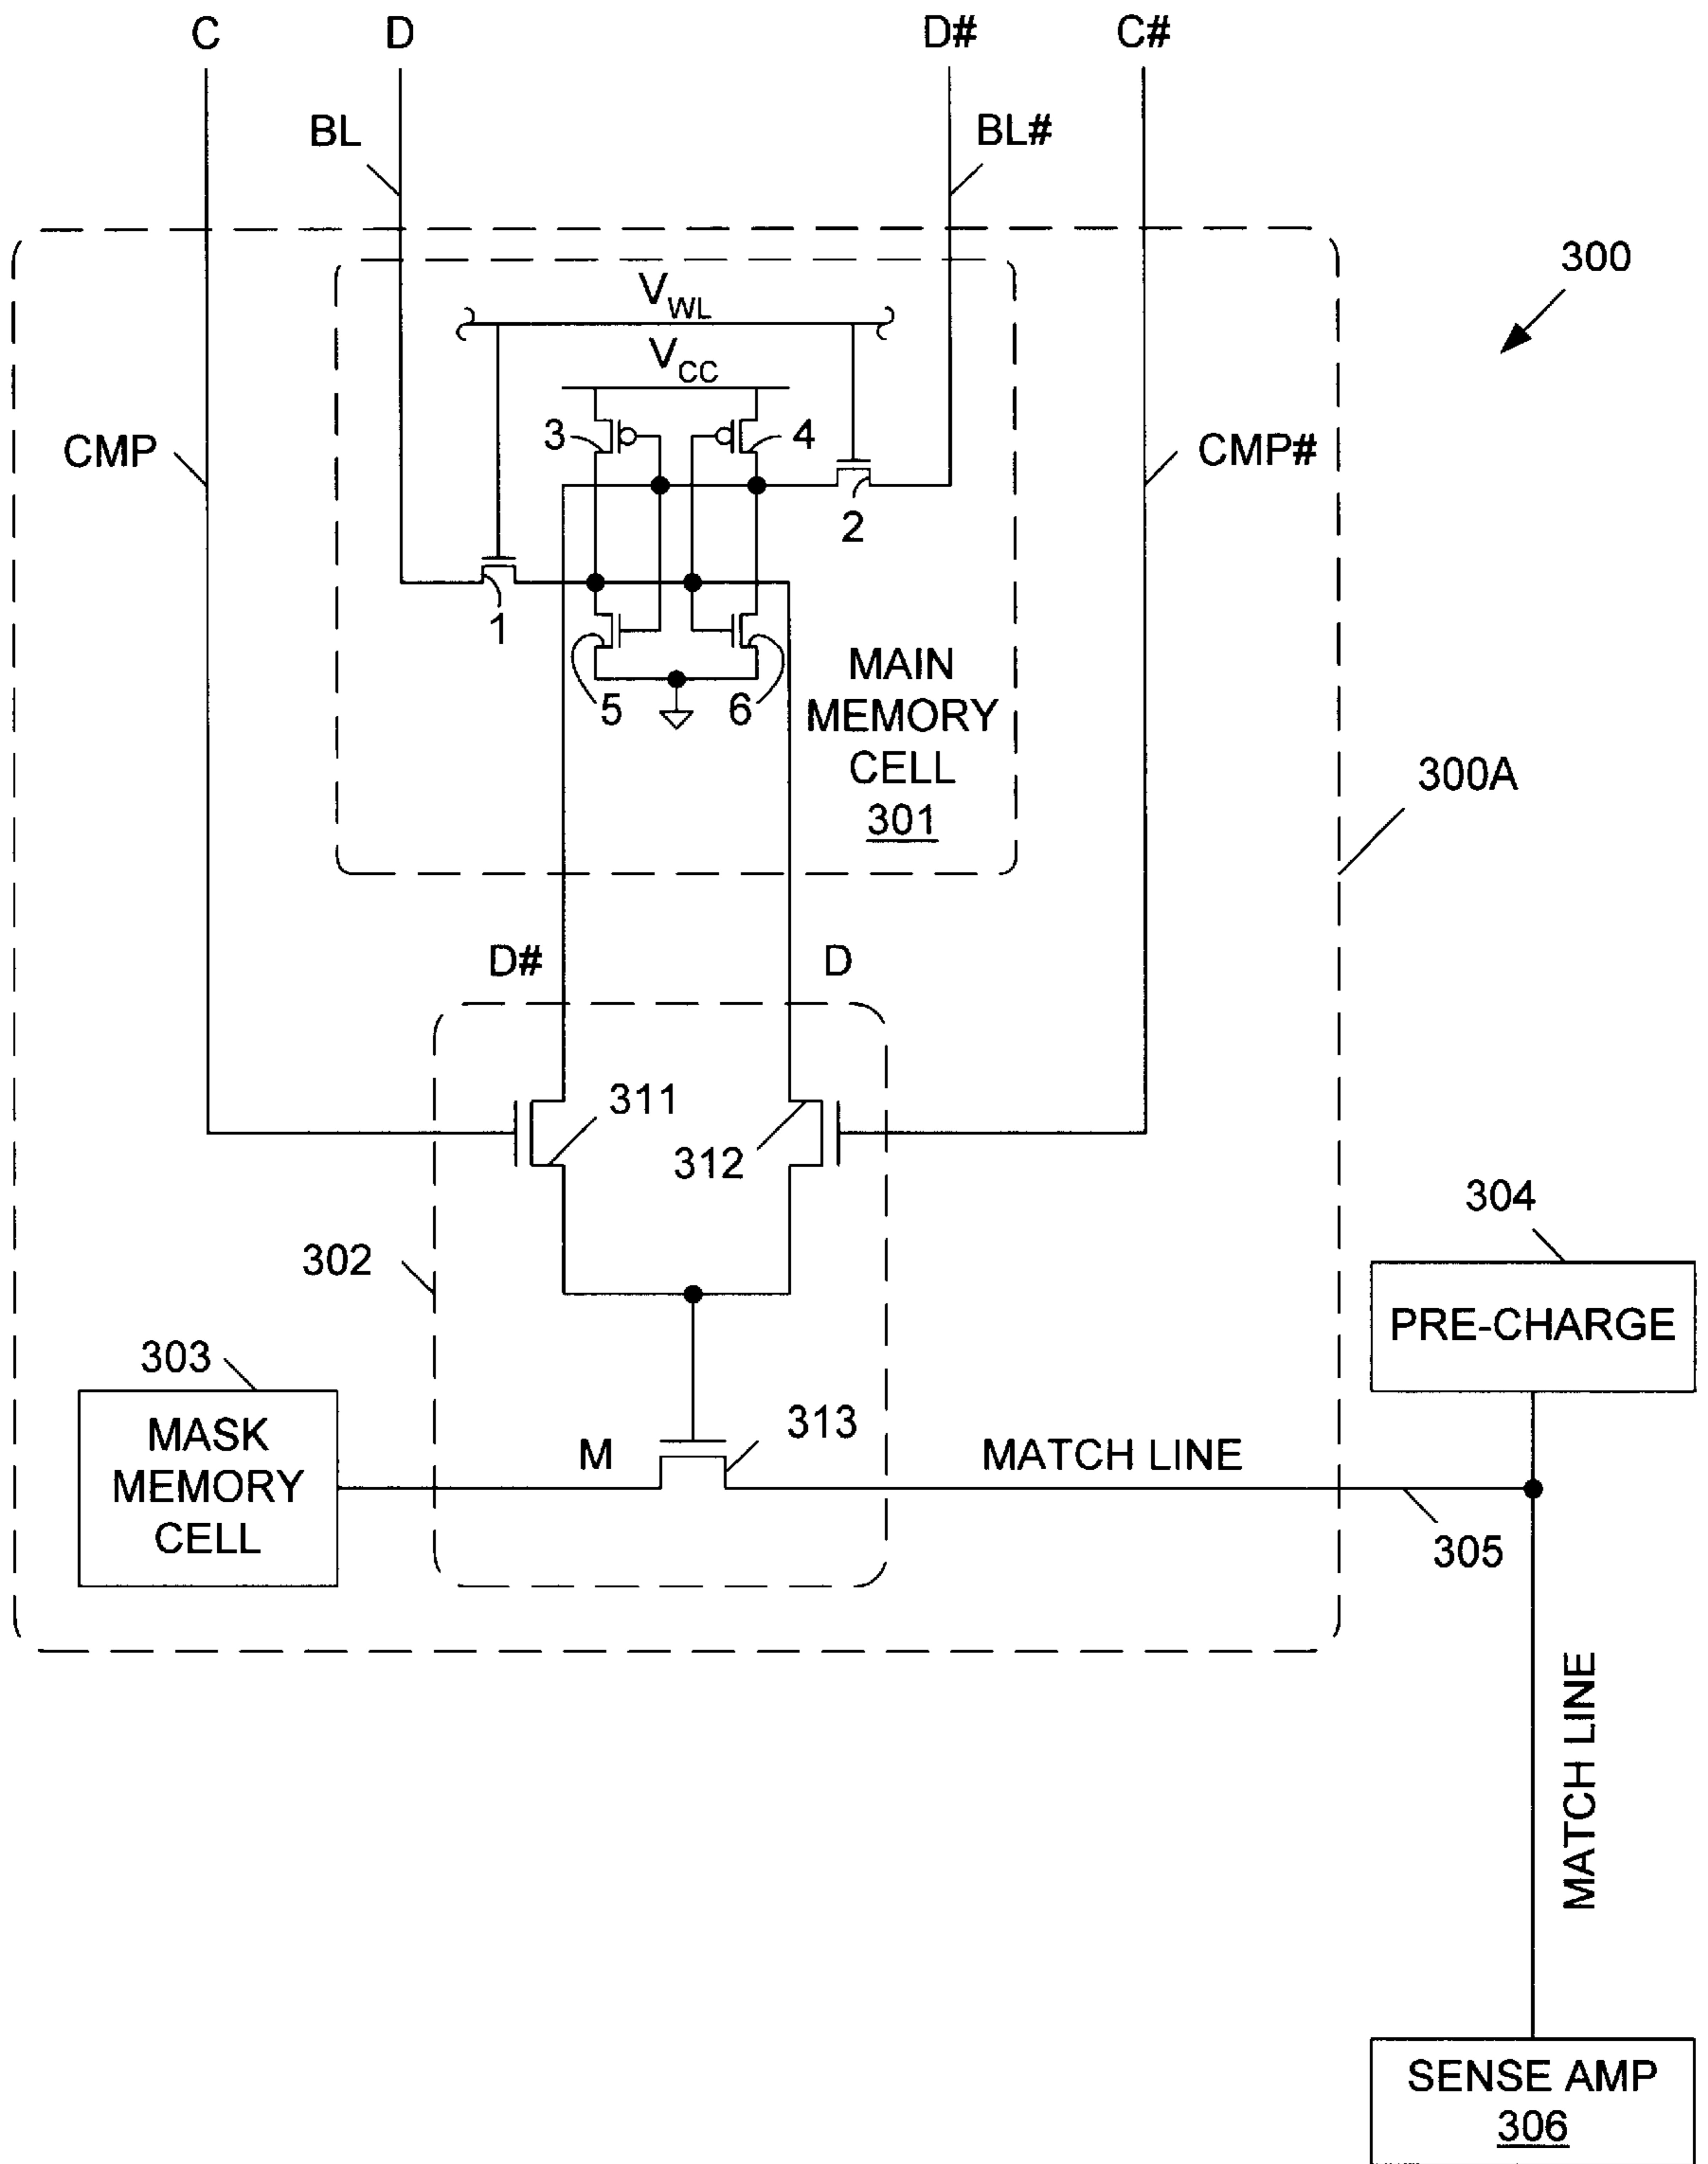 C
D
D#
C#
BL
BL#
300
V_WL
V_CC
3
4
CMP
CMP#
2
1
MAIN
MEMORY
CELL
301
5
6
300A
D#
D
311
312
304
302
PRE-CHARGE
303
MASK
MEMORY
CELL
M
313
MATCH LINE
305
MATCH LINE
SENSE AMP
306